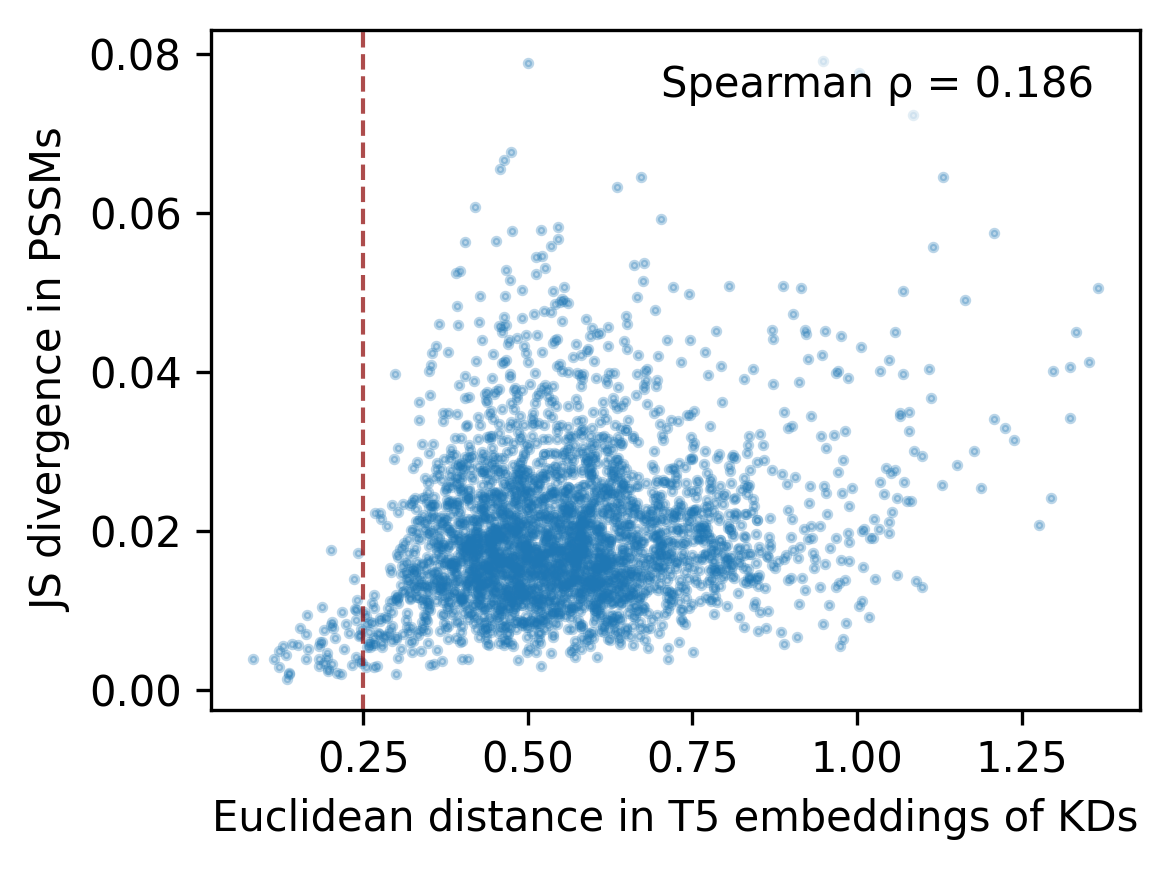 Spearman ρ = 0.186
JS divergence in PSSMs
0.08
0.06
0.04
0.02
0.00
0.25 0.50 0.75 1.00 1.25
Euclidean distance in T5 embeddings of KDs